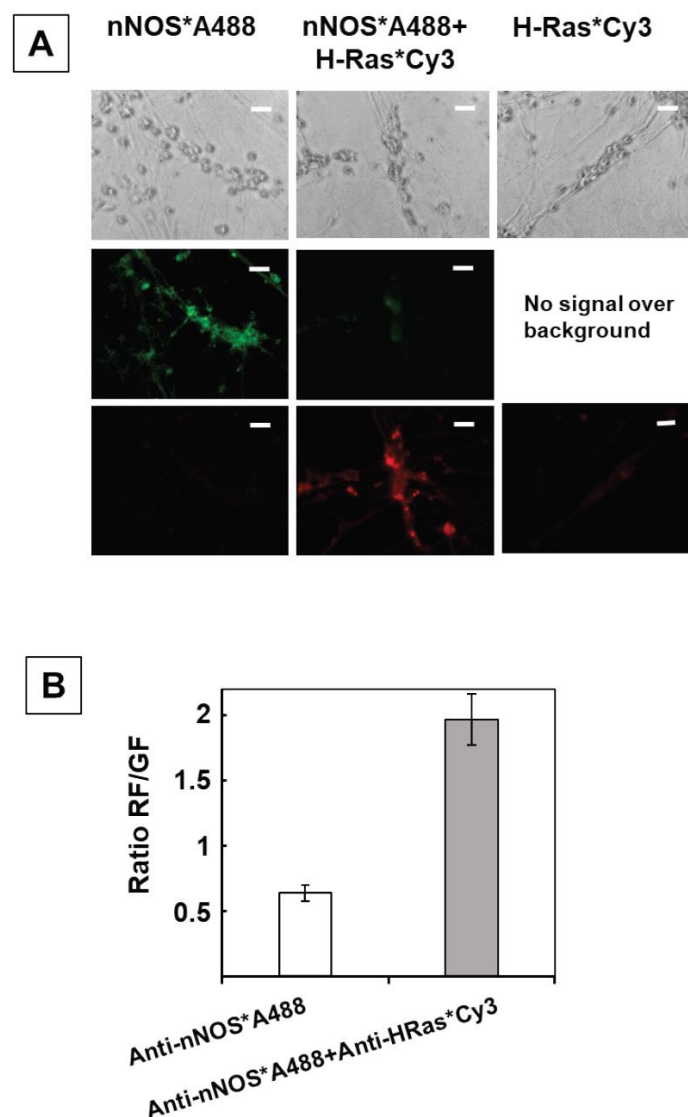 A
nNOS*A488
nNOS*A488+
H-Ras*Cy3
H-Ras*Cy3
No signal over
background
B
Ratio RF/GF
2
1.5
1
0.5
Anti-nNOS*A488
Anti-nNOS*A488+Anti-HRas*Cy3